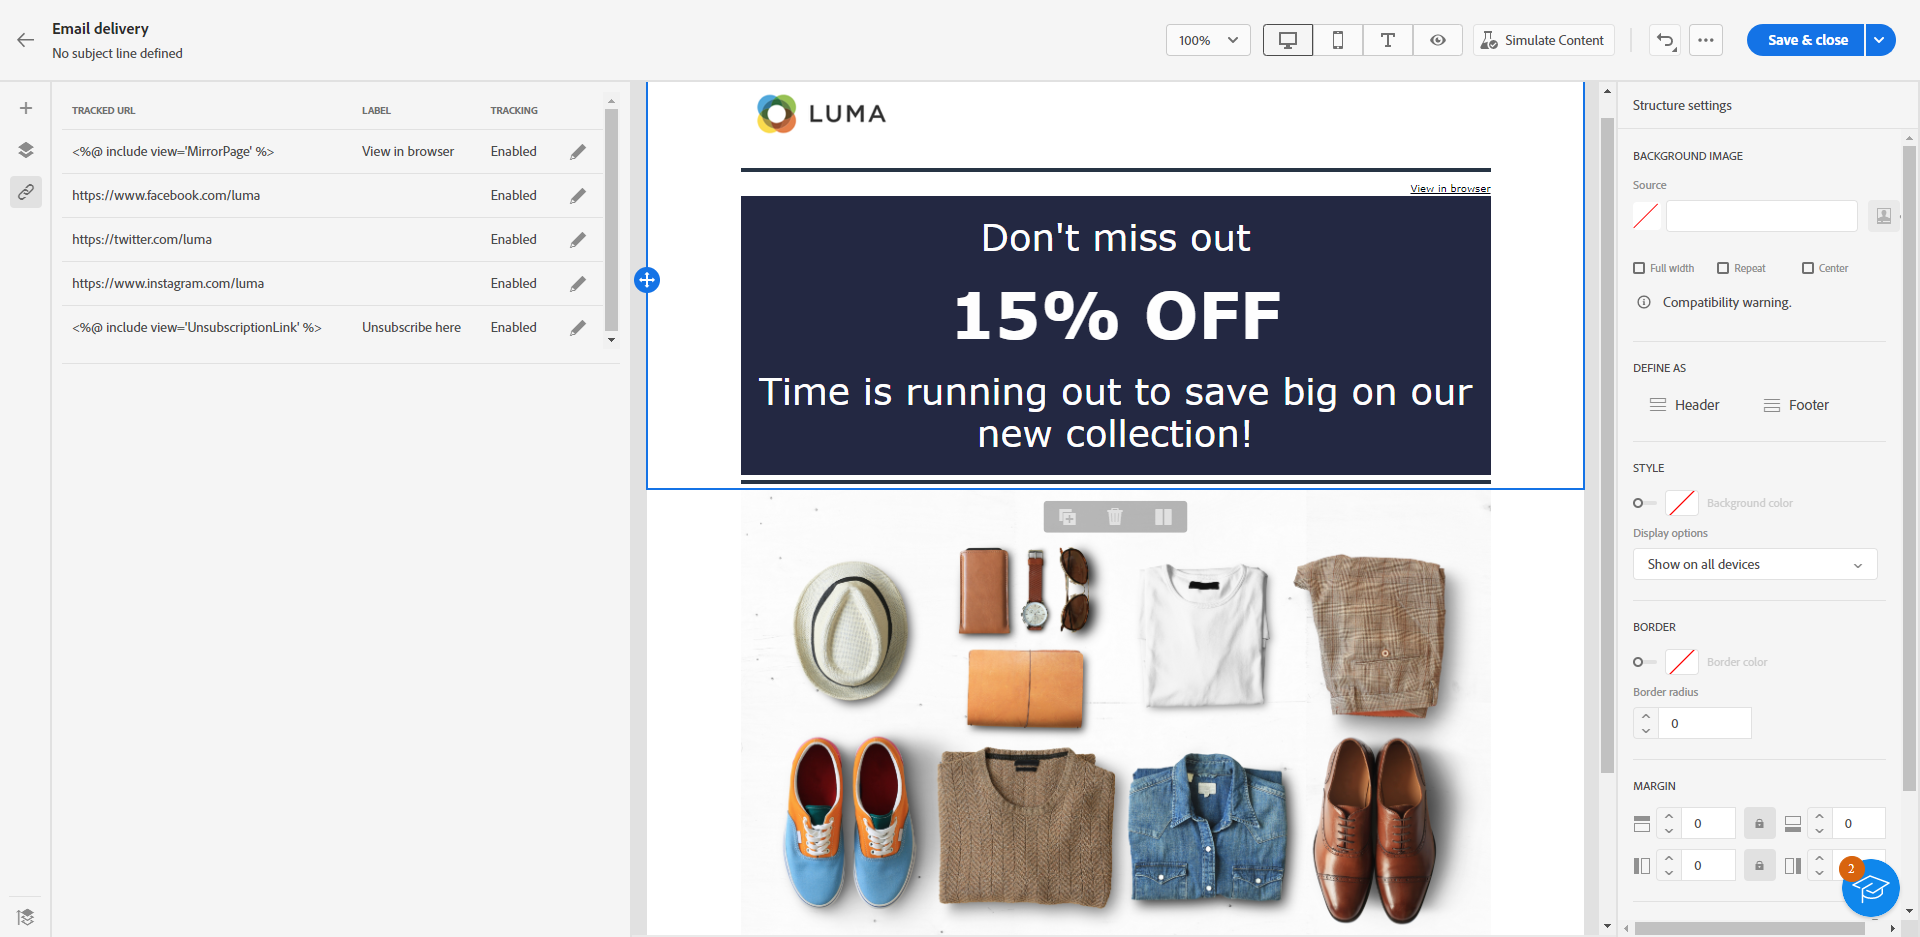 Email delivery
No subject line defined
100%
Simulate Content
Save & close
TRACKED URL LABEL TRACKING
<%@ include view='MirrorPage' %> View in browser Enabled
https://www.facebook.com/luma Enabled
https://twitter.com/luma Enabled
https://www.instagram.com/luma Enabled
<%@ include view='UnsubscriptionLink' %> Unsubscribe here Enabled
LUMA
View in browser
Don't miss out
15% OFF
Time is running out to save big on our
new collection!
Structure settings
BACKGROUND IMAGE
Source
Full width Repeat Center
Compatibility warning.
DEFINE AS
Header Footer
STYLE
Background color
Display options
Show on all devices
BORDER
Border color
Border radius
0
MARGIN
0 0
0
2